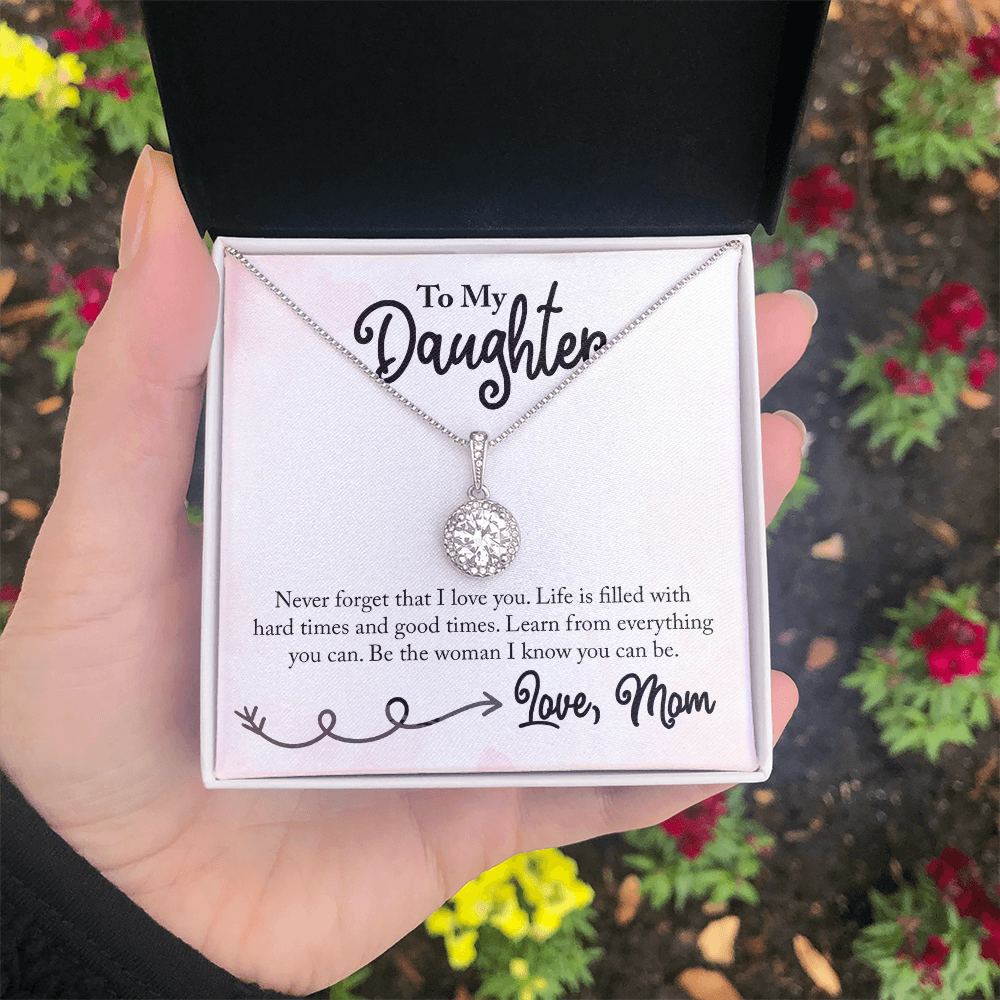 To My
Daughter
Never forget that I love you. Life is filled with
hard times and good times. Learn from everything
you can. Be the woman I know you can be.
Love, Mom